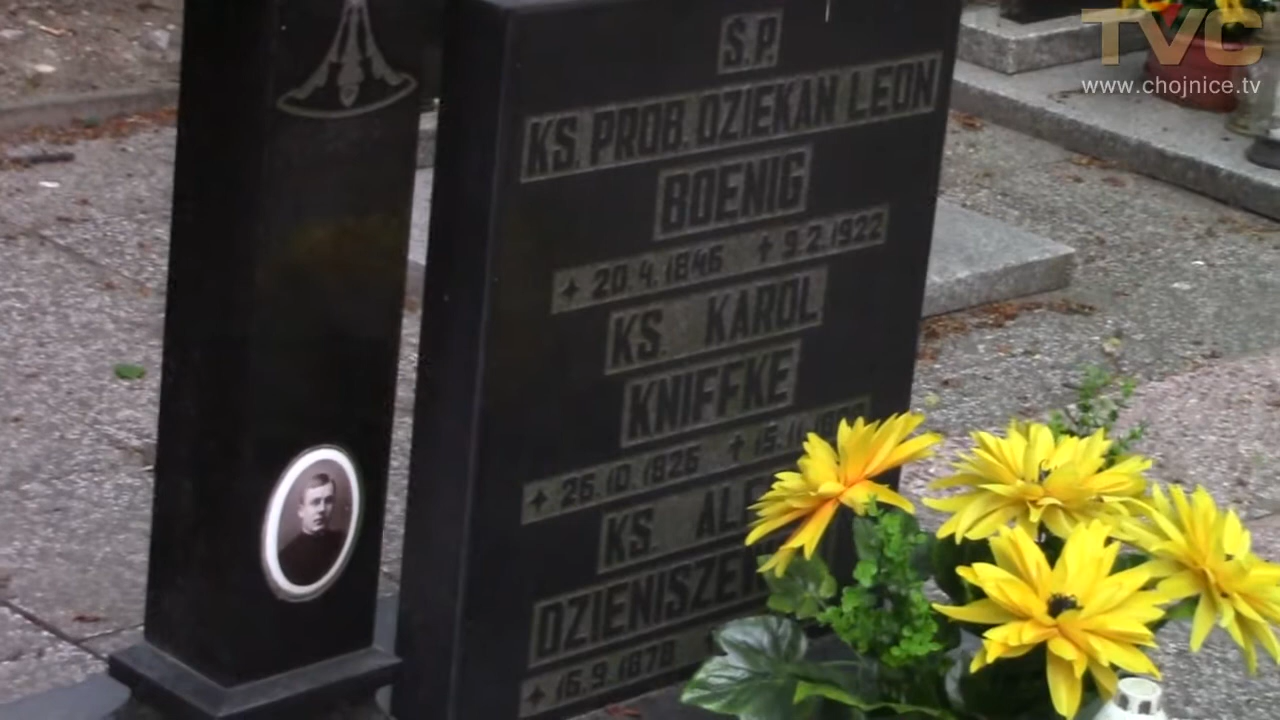 TVC
www.chojnice.tv
Ś.P.
KS. PROB. DZIEKAN LEON
BOENIG
✦ 20.4.1846 ✝ 9.2.1922
KS. KAROL
KNIFFKE
✦ 26.10.1826 ✝
KS.
✦ 16.9.1878